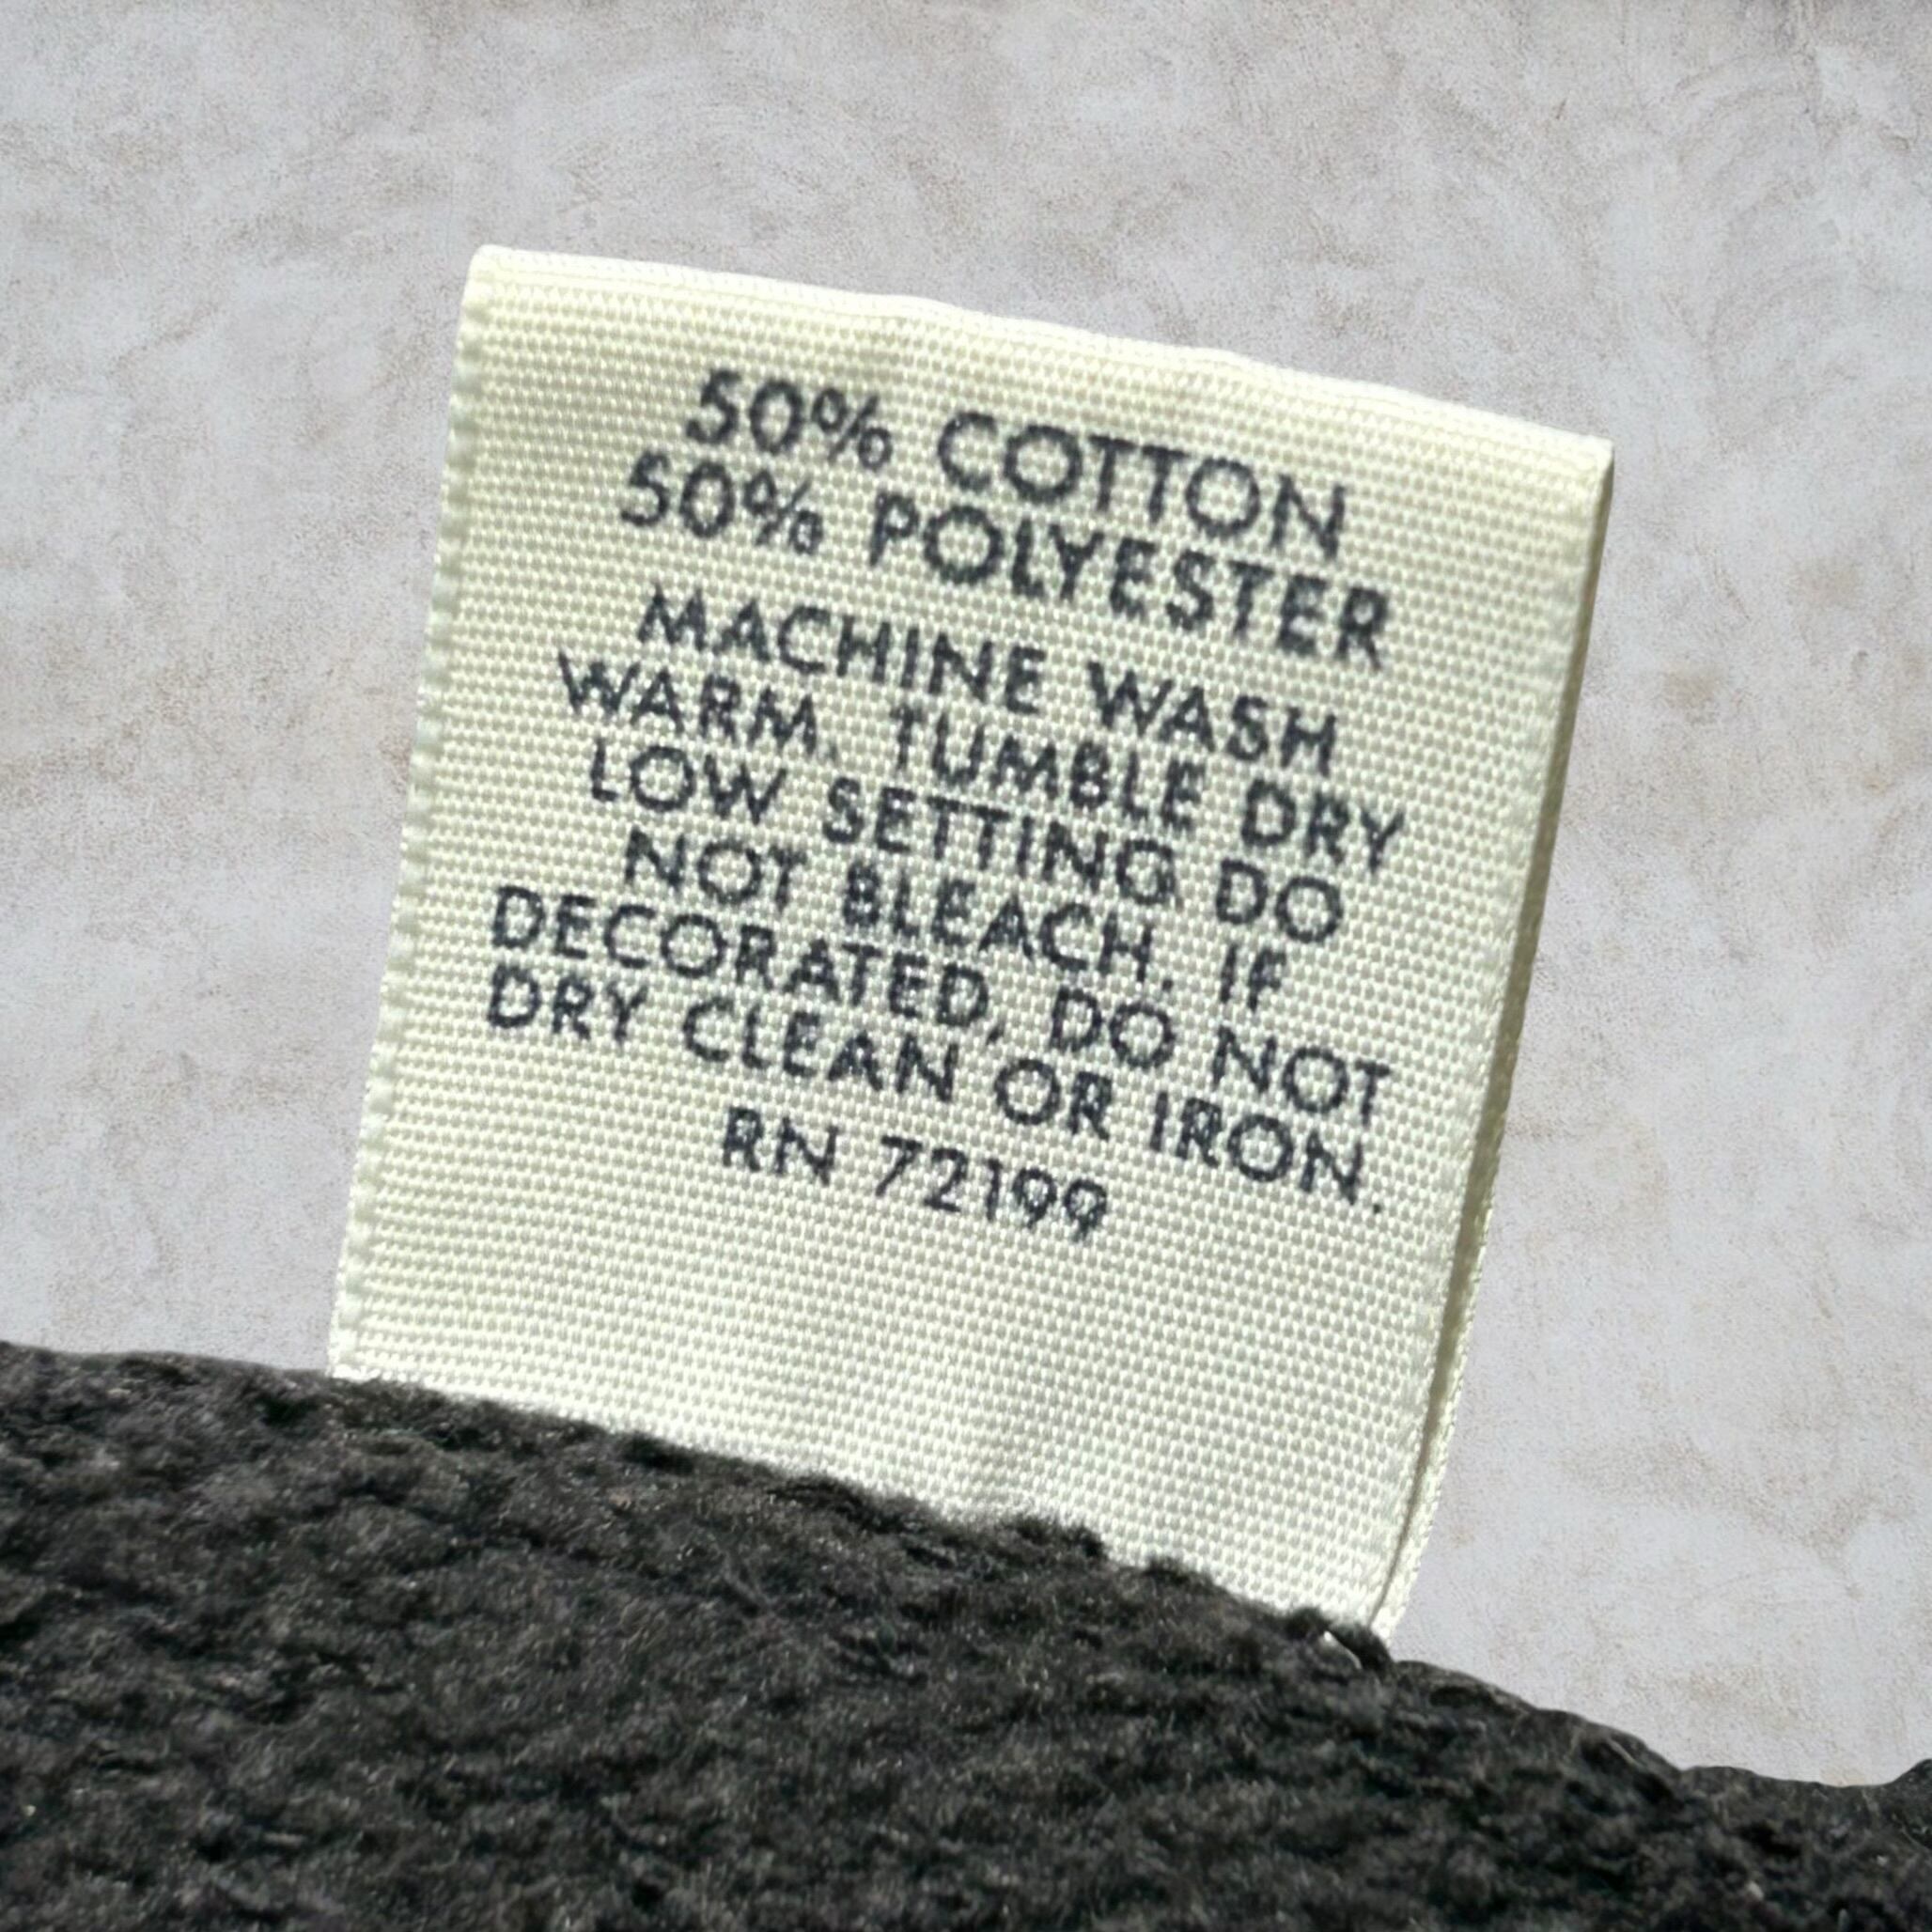 50% COTTON
50% POLYESTER
MACHINE WASH
WARM. TUMBLE DRY
LOW SETTING. DO
NOT BLEACH. IF
DECORATED, DO NOT
DRY CLEAN OR IRON.
RN 72199